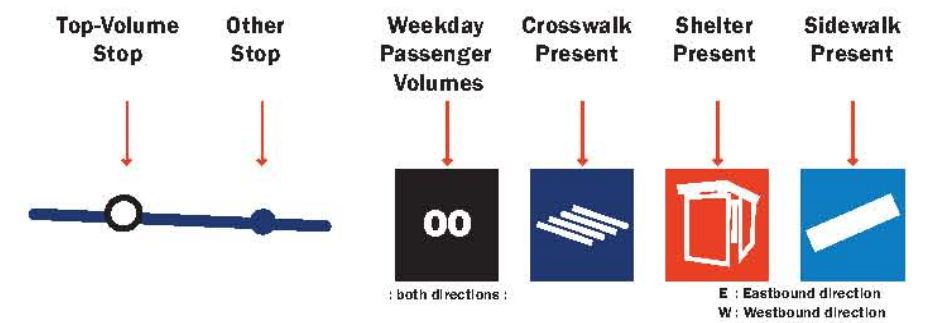 Top-Volume
Stop
Other
Stop
Weekday
Passenger
Volumes
Crosswalk
Present
Shelter
Present
Sidewalk
Present
00
: both directions :
E : Eastbound direction
W : Westbound direction